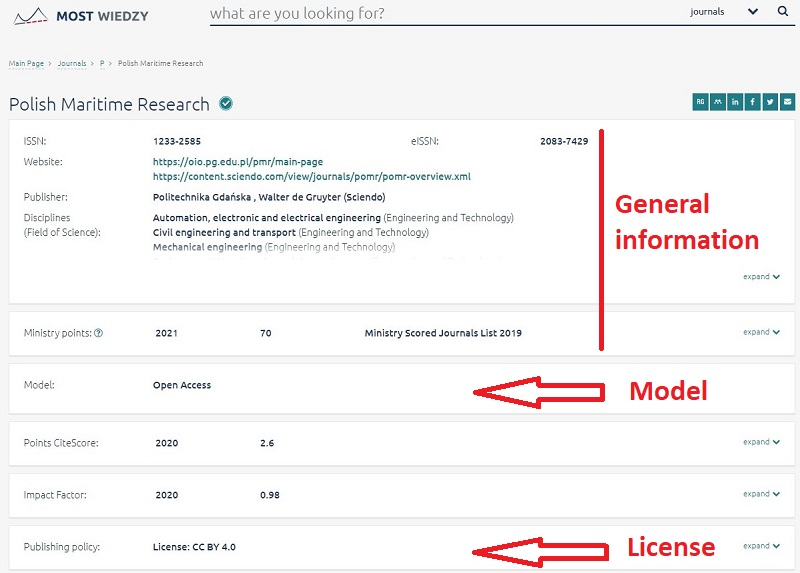 MOST WIEDZY
what are you looking for?
journals
Main Page > Journals > P > Polish Maritime Research
Polish Maritime Research
RG in f
ISSN: 1233-2585 eISSN: 2083-7429
Website: https://oio.pg.edu.pl/pmr/main-page
https://content.sciendo.com/view/journals/pomr/pomr-overview.xml
Publisher: Politechnika Gdańska , Walter de Gruyter (Sciendo)
Disciplines Automation, electronic and electrical engineering (Engineering and Technology)
(Field of Science): Civil engineering and transport (Engineering and Technology)
Mechanical engineering (Engineering and Technology)
General
information
expand
Ministry points: ? 2021 70 Ministry Scored Journals List 2019 expand
Model: Open Access Model
Points CiteScore: 2020 2.6 expand
Impact Factor: 2020 0.98 expand
Publishing policy: License: CC BY 4.0 License expand